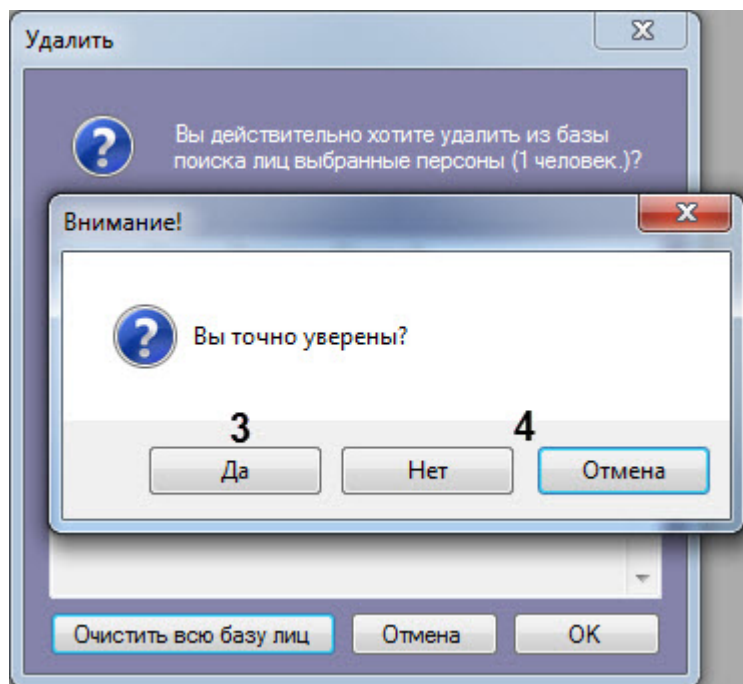 Удалить
Вы действительно хотите удалить из базы
поиска лиц выбранные персоны (1 человек.)?
Внимание!
Вы точно уверены?
3 4
Да Нет Отмена
Очистить всю базу лиц Отмена OK